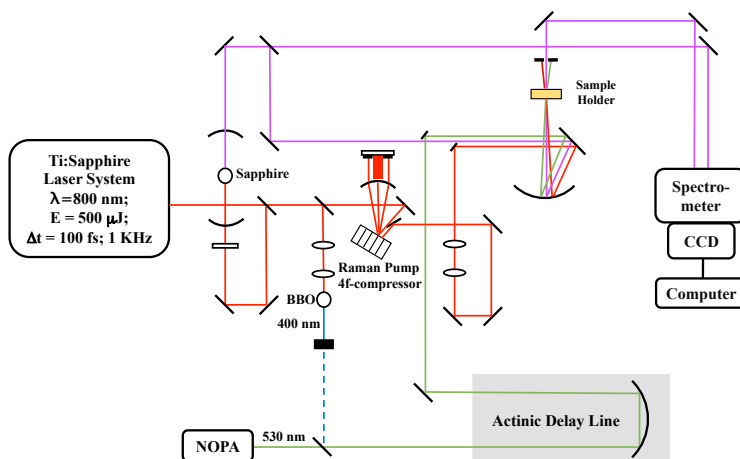 Ti:Sapphire
Laser System
λ=800 nm;
E = 500 µJ;
Δt = 100 fs; 1 KHz
Sapphire
BBO
400 nm
Raman Pump
4f-compressor
Sample
Holder
Spectro-
meter
CCD
Computer
Actinic Delay Line
NOPA
530 nm